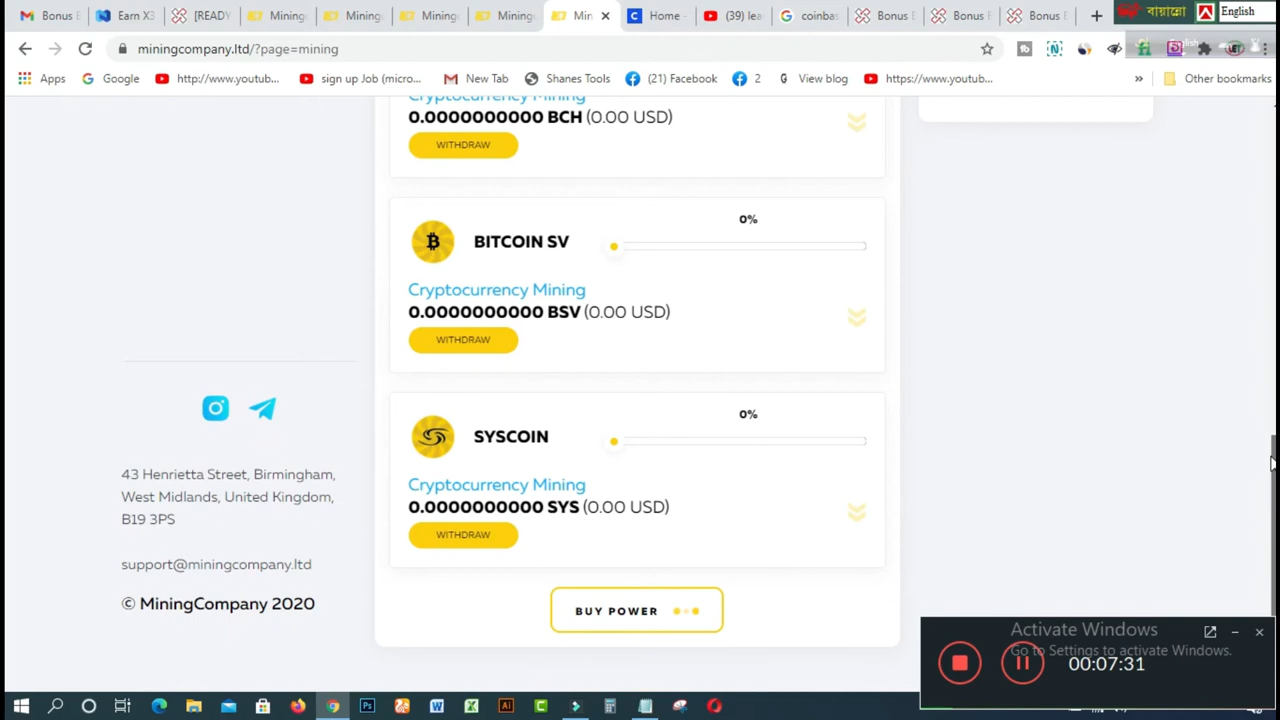 Bonus E
Earn X3
[READY
Mining
Mining
Mining
Mining
Min
Home -
(39) lea
coinbas
Bonus E
Bonus E
Bonus E
বায়ান্নো
English
miningcompany.ltd/?page=mining
Apps
Google
http://www.youtub...
sign up Job (micro...
New Tab
Shanes Tools
(21) Facebook
2
View blog
https://www.youtub...
»
Other bookmarks
Cryptocurrency Mining
0.0000000000 BCH (0.00 USD)
WITHDRAW
0%
BITCOIN SV
Cryptocurrency Mining
0.0000000000 BSV (0.00 USD)
WITHDRAW
0%
SYSCOIN
Cryptocurrency Mining
0.0000000000 SYS (0.00 USD)
WITHDRAW
BUY POWER
43 Henrietta Street, Birmingham,
West Midlands, United Kingdom,
B19 3PS
support@miningcompany.ltd
© MiningCompany 2020
Activate Windows
Go to Settings to activate Windows.
00:07:31